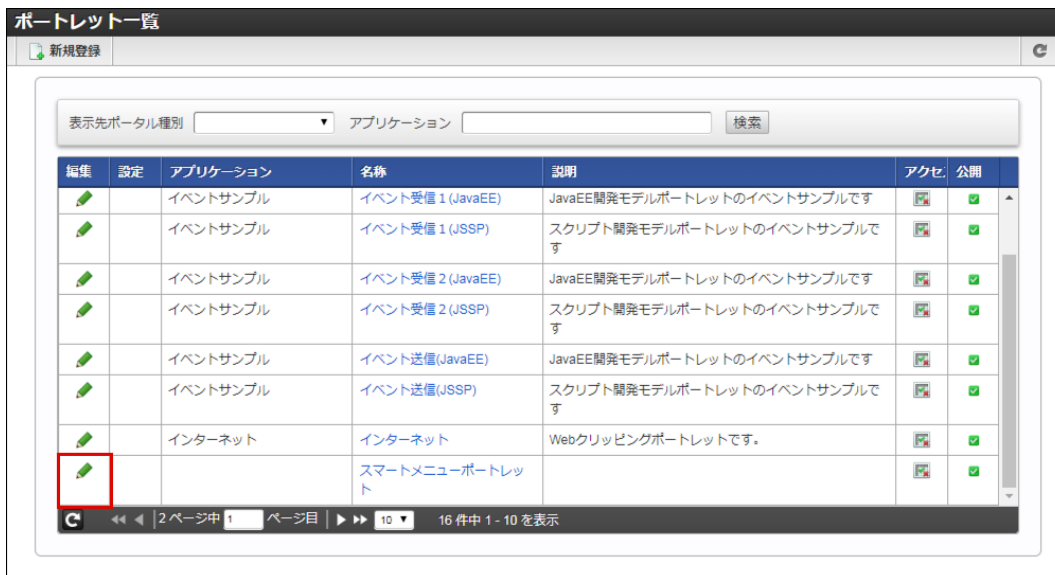 ポートレット一覧
新規登録
表示先ポータル種別 アプリケーション 検索
編集 設定 アプリケーション 名称 説明 アクセ 公開
イベントサンプル イベント受信1(JavaEE) JavaEE開発モデルポートレットのイベントサンプルです
イベントサンプル イベント受信1(JSSP) スクリプト開発モデルポートレットのイベントサンプルで
す
イベントサンプル イベント受信2(JavaEE) JavaEE開発モデルポートレットのイベントサンプルです
イベントサンプル イベント受信2(JSSP) スクリプト開発モデルポートレットのイベントサンプルで
す
イベントサンプル イベント送信(JavaEE) JavaEE開発モデルポートレットのイベントサンプルです
イベントサンプル イベント送信(JSSP) スクリプト開発モデルポートレットのイベントサンプルで
す
インターネット インターネット Webクリッピングポートレットです。
スマートメニューポートレッ
ト
2ページ中 1 ページ目 10 16件中 1 - 10 を表示